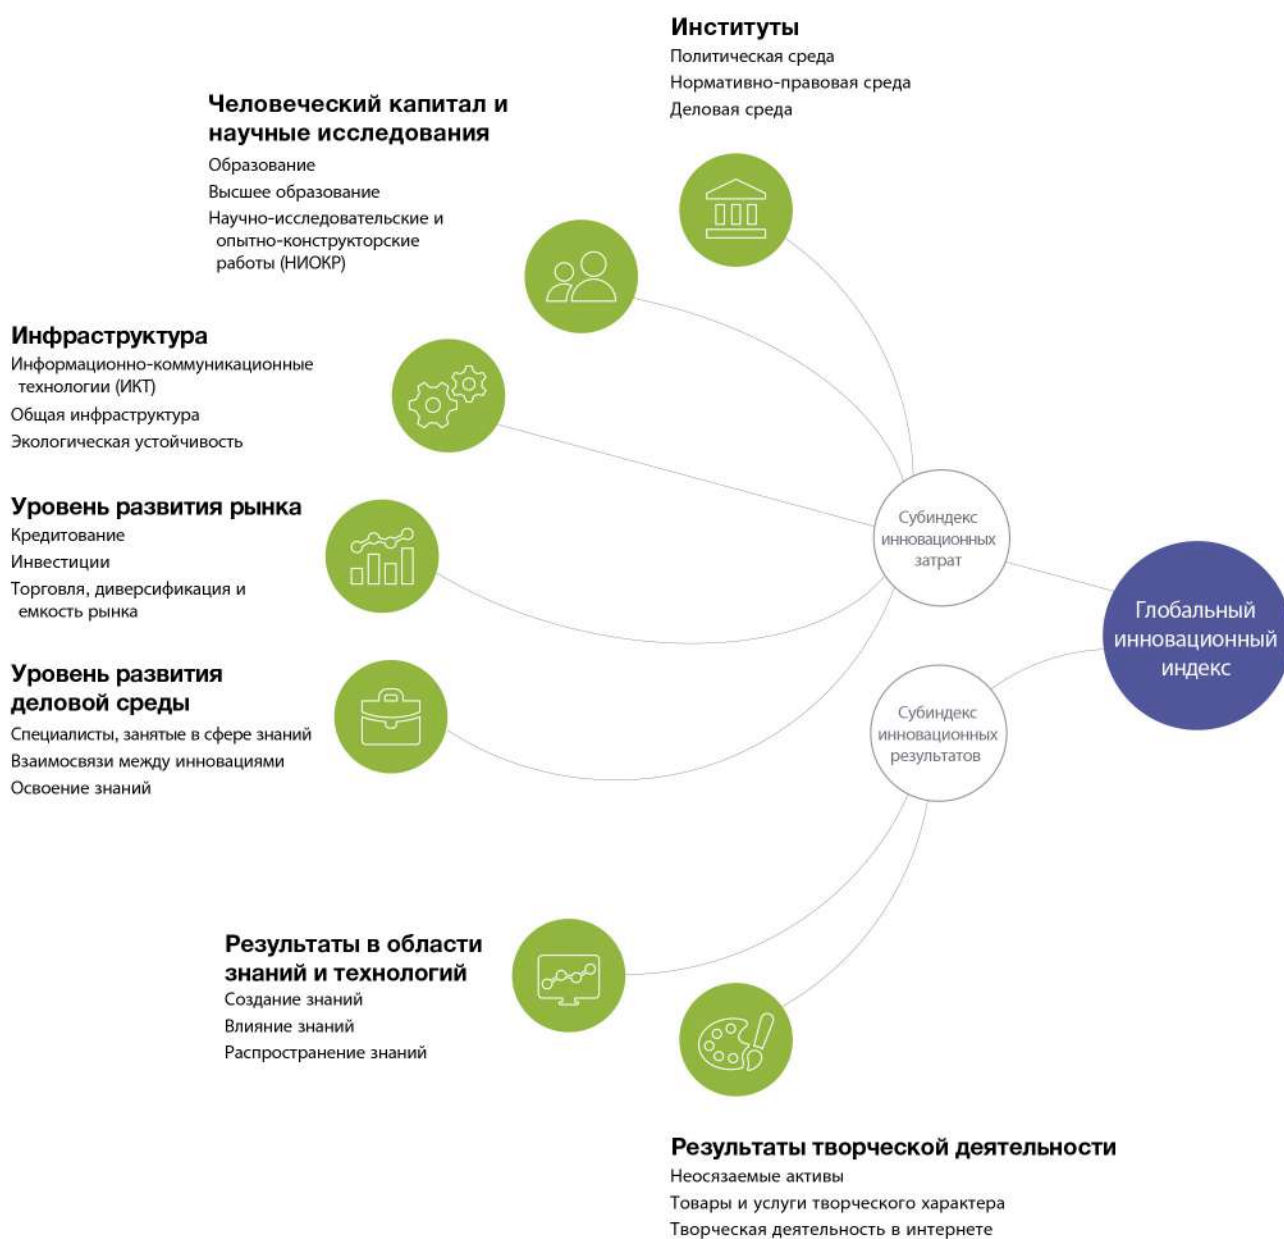 Институты
Политическая среда
Нормативно-правовая среда
Деловая среда
Человеческий капитал и
научные исследования
Образование
Высшее образование
Научно-исследовательские и
опытно-конструкторские
работы (НИОКР)
Инфраструктура
Информационно-коммуникационные
технологии (ИКТ)
Общая инфраструктура
Экологическая устойчивость
Уровень развития рынка
Кредитование
Инвестиции
Торговля, диверсификация и
емкость рынка
Уровень развития
деловой среды
Специалисты, занятые в сфере знаний
Взаимосвязи между инновациями
Освоение знаний
Субиндекс
инновационных
затрат
Глобальный
инновационный
индекс
Субиндекс
инновационных
результатов
Результаты в области
знаний и технологий
Создание знаний
Влияние знаний
Распространение знаний
Результаты творческой деятельности
Неосязаемые активы
Товары и услуги творческого характера
Творческая деятельность в интернете